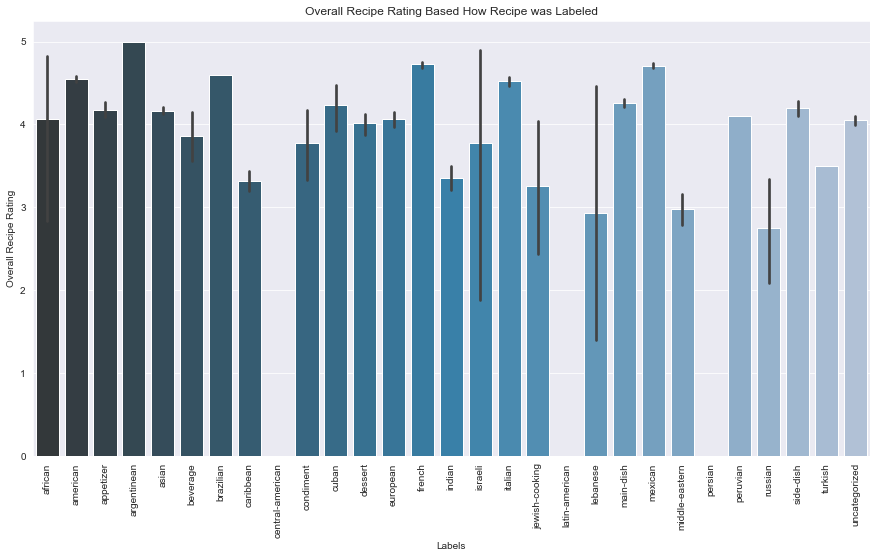 Overall Recipe Rating Based How Recipe was Labeled
Overall Recipe Rating
5
4
3
2
1
0
african
american
appetizer
argentinean
asian
beverage
brazilian
caribbean
central-american
condiment
cuban
dessert
european
french
indian
israeli
italian
jewish-cooking
latin-american
lebanese
main-dish
mexican
middle-eastern
persian
peruvian
russian
side-dish
turkish
uncategorized
Labels